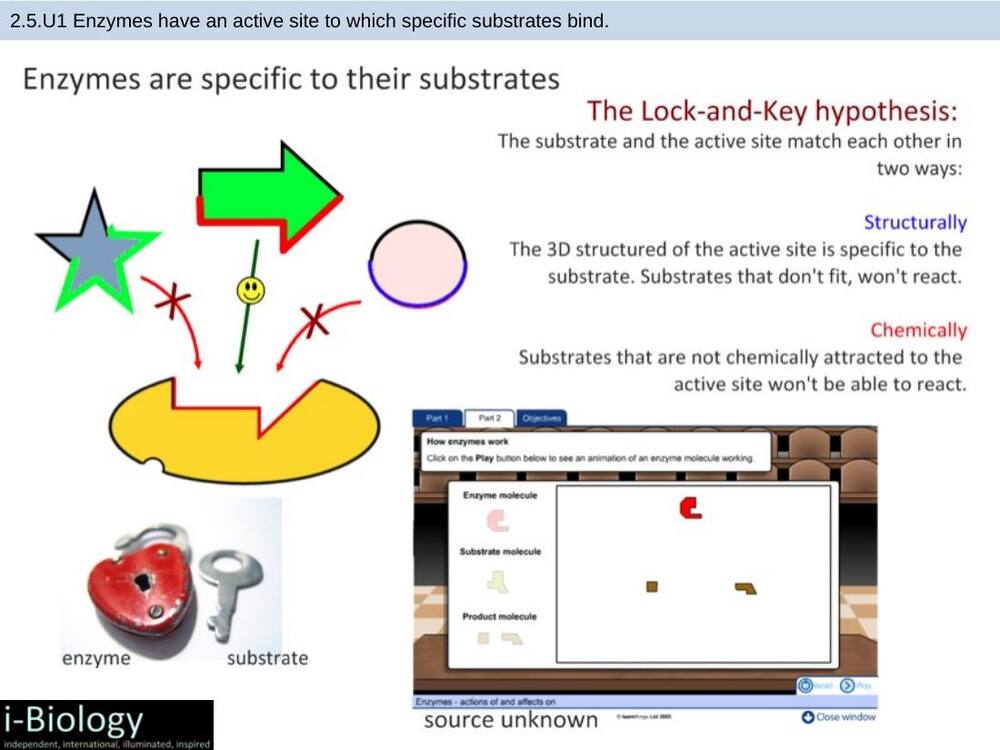 2.5.U1 Enzymes have an active site to which specific substrates bind.
Enzymes are specific to their substrates
The Lock-and-Key hypothesis:
The substrate and the active site match each other in
two ways:
Structurally
The 3D structured of the active site is specific to the
substrate. Substrates that don't fit, won't react.
Chemically
Substrates that are not chemically attracted to the
active site won't be able to react.
Part 1
Part 2
Objectives
How enzymes work
Click on the Play button below to see an animation of an enzyme molecule working.
Enzyme molecule
Substrate molecule
Product molecule
enzyme
substrate
Reset
Play
Enzymes - actions of and affects on
source unknown
Close window
i-Biology
independent, international, illuminated, inspired